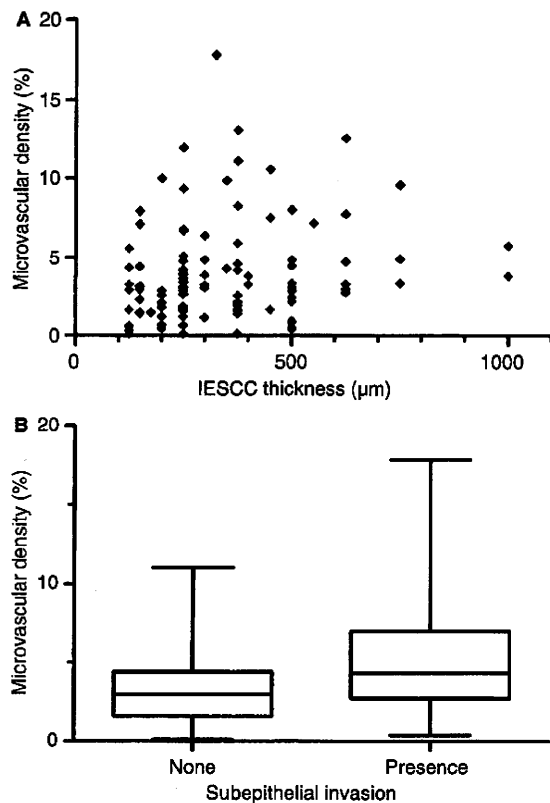 A
20
15
10
5
0
Microvascular density (%)
0 500 1000
IESCC thickness (µm)
B
20
10
0
Microvascular density (%)
None Presence
Subepithelial invasion